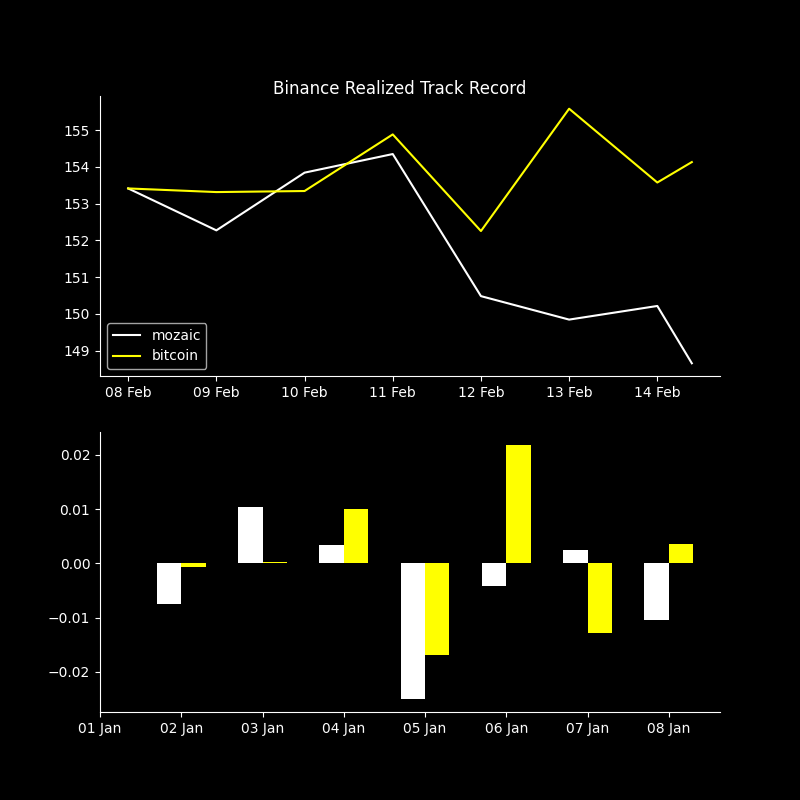 Binance Realized Track Record
155
154
153
152
151
150
149
mozaic
bitcoin
08 Feb 09 Feb 10 Feb 11 Feb 12 Feb 13 Feb 14 Feb
0.02
0.01
0.00
−0.01
−0.02
01 Jan 02 Jan 03 Jan 04 Jan 05 Jan 06 Jan 07 Jan 08 Jan